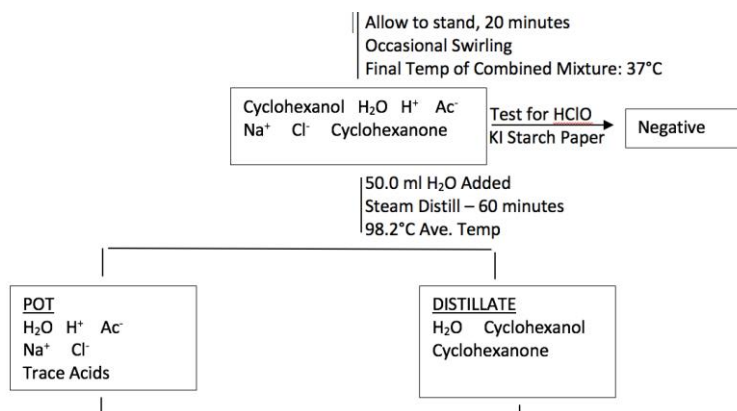 Allow to stand, 20 minutes
Occasional Swirling
Final Temp of Combined Mixture: 37°C
Cyclohexanol H₂O H⁺ Ac⁻
Na⁺ Cl⁻ Cyclohexanone
Test for HClO
KI Starch Paper
Negative
50.0 ml H₂O Added
Steam Distill – 60 minutes
98.2°C Ave. Temp
POT
H₂O H⁺ Ac⁻
Na⁺ Cl⁻
Trace Acids
DISTILLATE
H₂O Cyclohexanol
Cyclohexanone